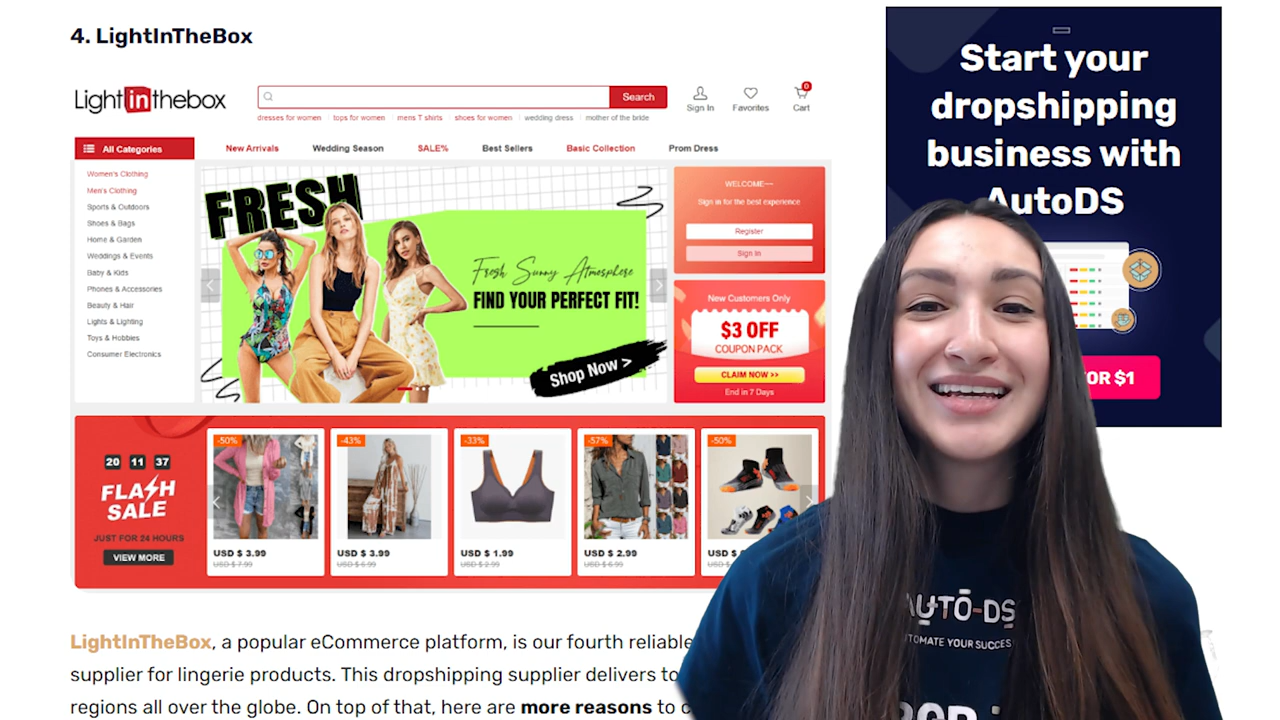 4. LightInTheBox
Lightinthebox
Search
dresses for women
tops for women
mens T shirts
shoes for women
wedding dress
mother of the bride
Sign In
Favorites
0
Cart
All Categories
New Arrivals
Wedding Season
SALE%
Best Sellers
Basic Collection
Prom Dress
Women's Clothing
Men's Clothing
Sports & Outdoors
Shoes & Bags
Home & Garden
Weddings & Events
Baby & Kids
Phones & Accessories
Beauty & Hair
Lights & Lighting
Toys & Hobbies
Consumer Electronics
FRESH
Fresh Sunny Atmosphere
FIND YOUR PERFECT FIT!
Shop Now >
WELCOME~~
Sign in for the best experience
Register
Sign In
New Customers Only
$3 OFF
COUPON PACK
CLAIM NOW >>
End in 7 Days
20 11 37
FLASH
SALE
JUST FOR 24 HOURS
VIEW MORE
-50%
USD $ 3.99
USD $ 7.99
-43%
USD $ 3.99
USD $ 6.99
-33%
USD $ 1.99
USD $ 2.99
-57%
USD $ 2.99
USD $ 6.99
-50%
USD $
LightInTheBox, a popular eCommerce platform, is our fourth reliable
supplier for lingerie products. This dropshipping supplier delivers to
regions all over the globe. On top of that, here are more reasons to
Start your
dropshipping
business with
AutoDS
OR $1
AUTO-DS
AUTOMATE YOUR SUCCES